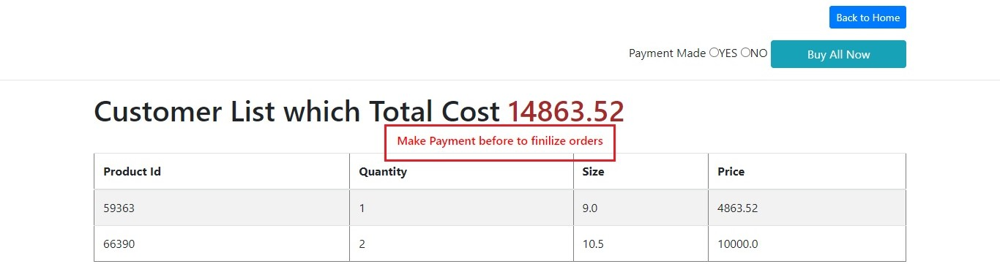 Back to Home
Payment Made YES NO Buy All Now
Customer List which Total Cost 14863.52
Make Payment before to finilize orders
Product Id Quantity Size Price
59363 1 9.0 4863.52
66390 2 10.5 10000.0